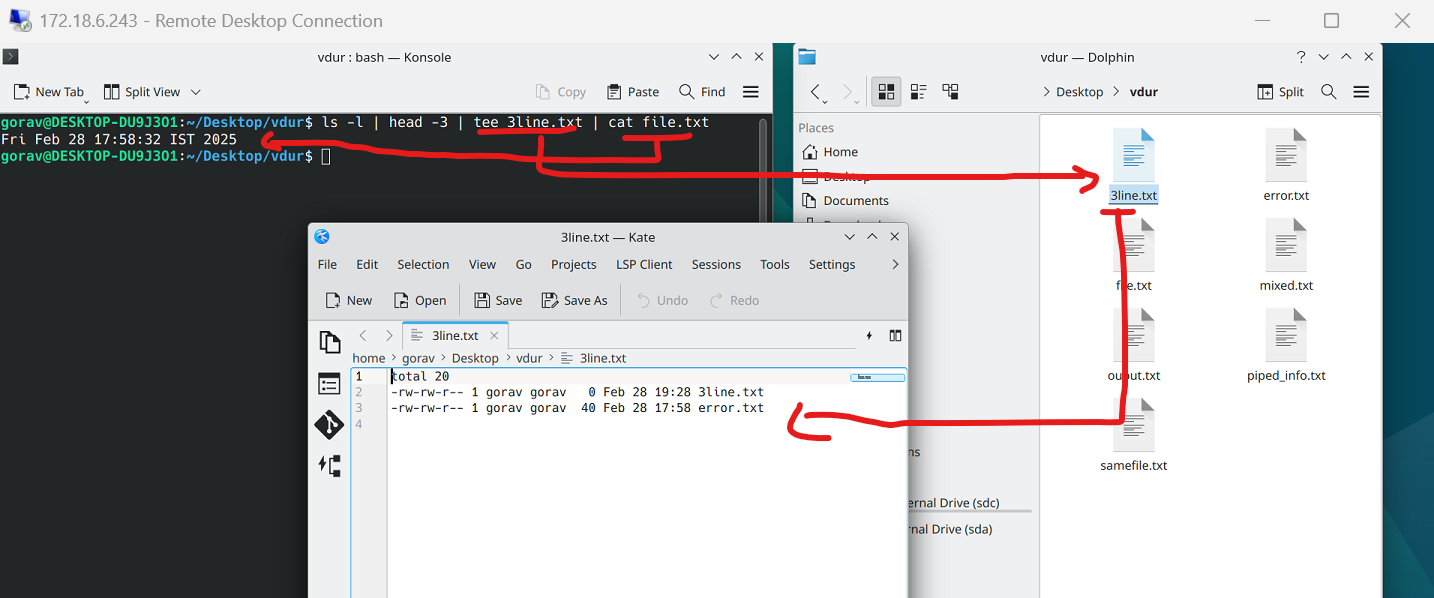 172.18.6.243 - Remote Desktop Connection
vdur : bash — Konsole
New Tab Split View Copy Paste Find
gorav@DESKTOP-DU9J3O1:~/Desktop/vdur$ ls -l | head -3 | tee 3line.txt | cat file.txt
Fri Feb 28 17:58:32 IST 2025
gorav@DESKTOP-DU9J3O1:~/Desktop/vdur$
vdur — Dolphin
Desktop vdur Split
Places
Home
Desktop
Documents
3line.txt error.txt
file.txt mixed.txt
ouput.txt piped_info.txt
samefile.txt
ernal Drive (sdc)
rnal Drive (sda)
3line.txt — Kate
File Edit Selection View Go Projects LSP Client Sessions Tools Settings
New Open Save Save As Undo Redo
3line.txt
home gorav Desktop vdur 3line.txt
1 total 20
2 -rw-rw-r-- 1 gorav gorav 0 Feb 28 19:28 3line.txt
3 -rw-rw-r-- 1 gorav gorav 40 Feb 28 17:58 error.txt
4